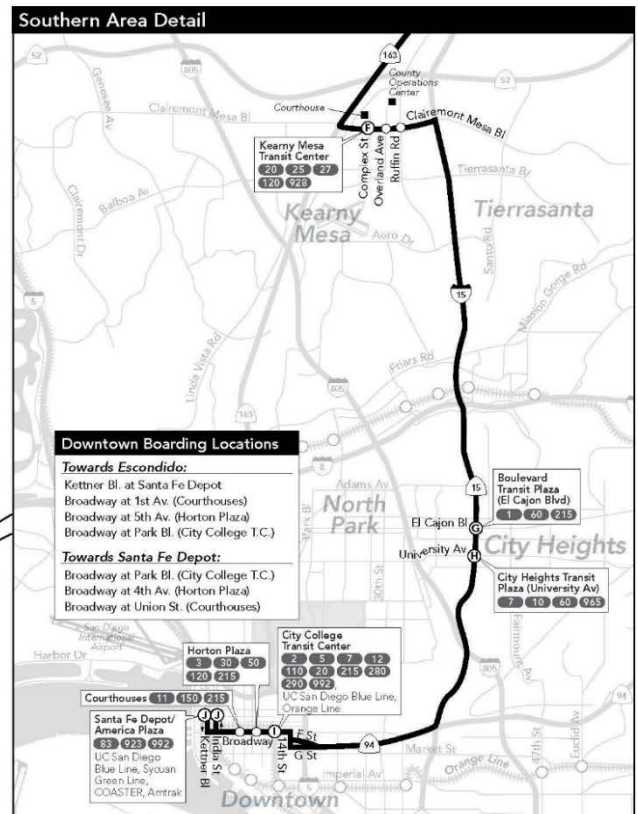 Southern Area Detail
163
52
805
52
County
Operations
Center
Courthouse
Genesee Av
Clairemont Mesa Bl
Clairemont Mesa Bl
F
Kearny Mesa
Transit Center
20 25 27
120 928
Complex St
Overland Ave
Ruffin Rd
Tierrasanta Bl
Balboa Av
Clairemont Dr
Kearny
Mesa
Aero Dr
Tierrasanta
Santo Rd
15
Mission Gorge Rd
5
Linda Vista Rd
Friars Rd
805
163
8
Downtown Boarding Locations
Towards Escondido:
Kettner Bl. at Santa Fe Depot
Broadway at 1st Av. (Courthouses)
Broadway at 5th Av. (Horton Plaza)
Broadway at Park Bl. (City College T.C.)
Towards Santa Fe Depot:
Broadway at Park Bl. (City College T.C.)
Broadway at 4th Av. (Horton Plaza)
Broadway at Union St. (Courthouses)
Adams Av
15
Boulevard
Transit Plaza
(El Cajon Blvd)
1 60 215
North
Park
Park Bl
30th St
El Cajon Bl
G
University Av
H
City Heights
City Heights Transit
Plaza (University Av)
7 10 60 965
Fairmount Av
San Diego
International
Airport
Harbor Dr
Horton Plaza
3 30 50
120 215
City College
Transit Center
2 5 7 12
110 20 215 280
290 992
UC San Diego Blue Line,
Orange Line
Courthouses 11 150 215
Santa Fe Depot/
America Plaza
83 923 992
UC San Diego
Blue Line, Sycuan
Green Line,
COASTER, Amtrak
J J
Kettner Bl
India St
Broadway
I
14th St
F St
G St
94
Market St
47th St
Euclid Av
Imperial Av
Orange Line
5
805
Downtown